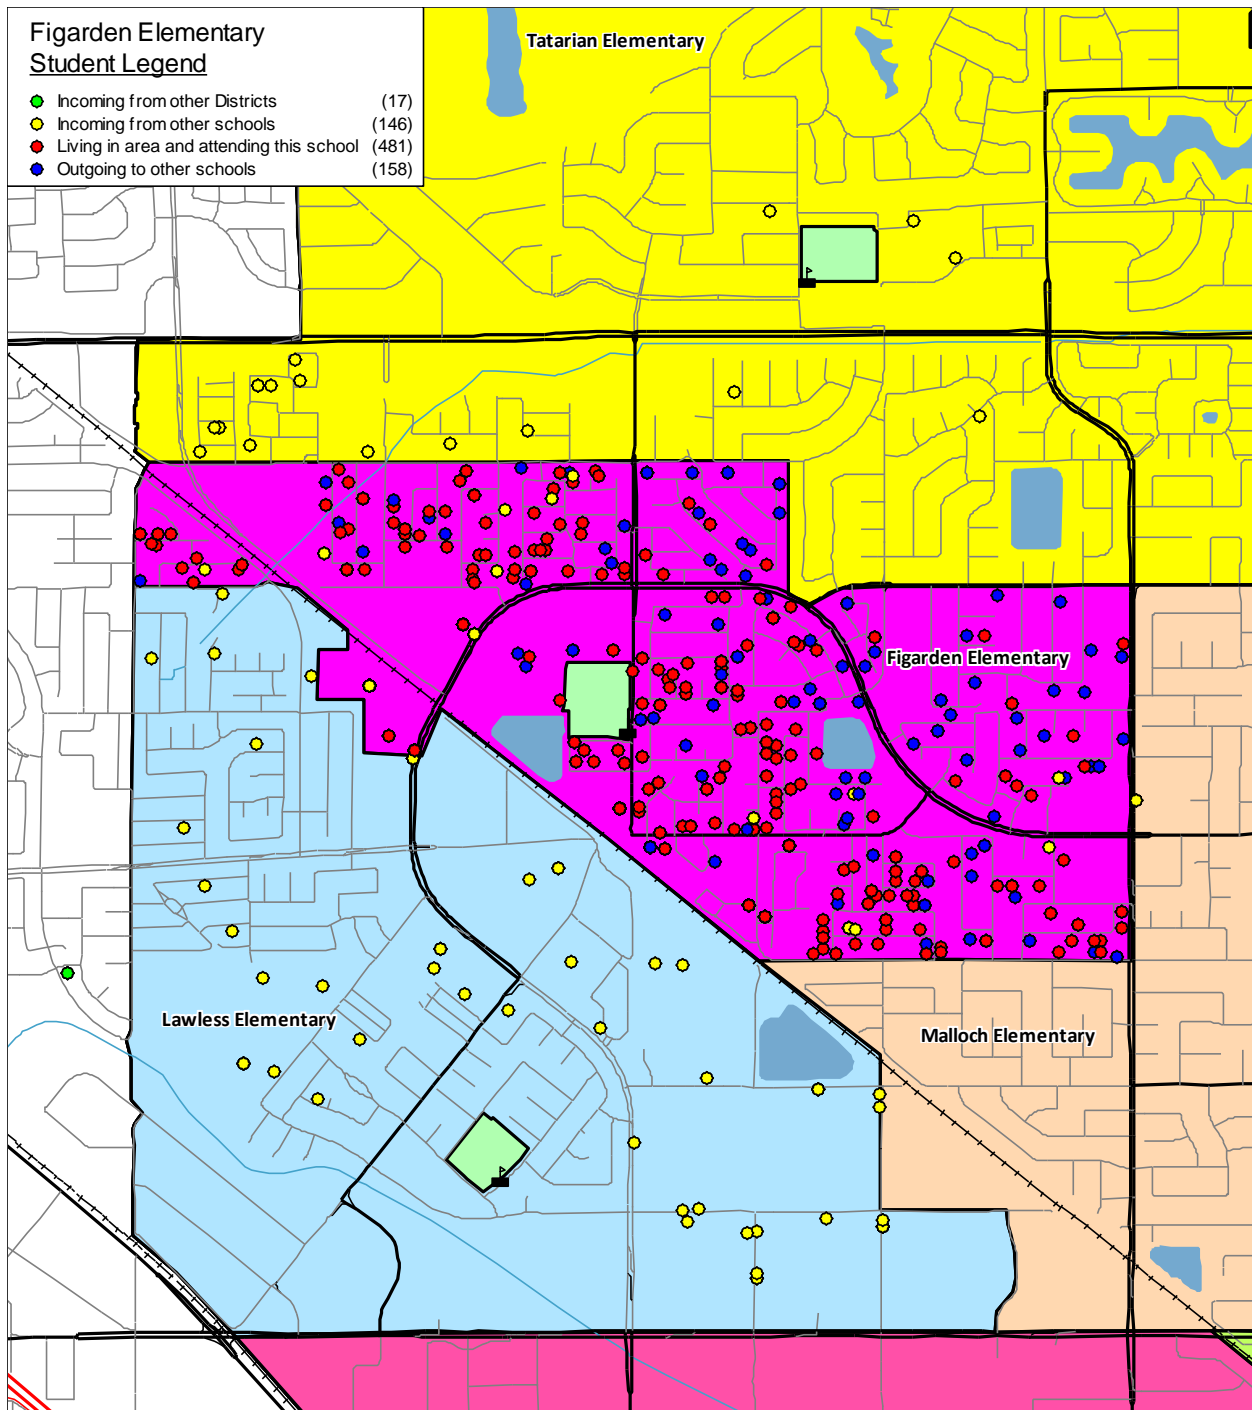 Figarden Elementary
Student Legend
Incoming from other Districts (17)
Incoming from other schools (146)
Living in area and attending this school (481)
Outgoing to other schools (158)
Tatarian Elementary
Figarden Elementary
Lawless Elementary
Malloch Elementary